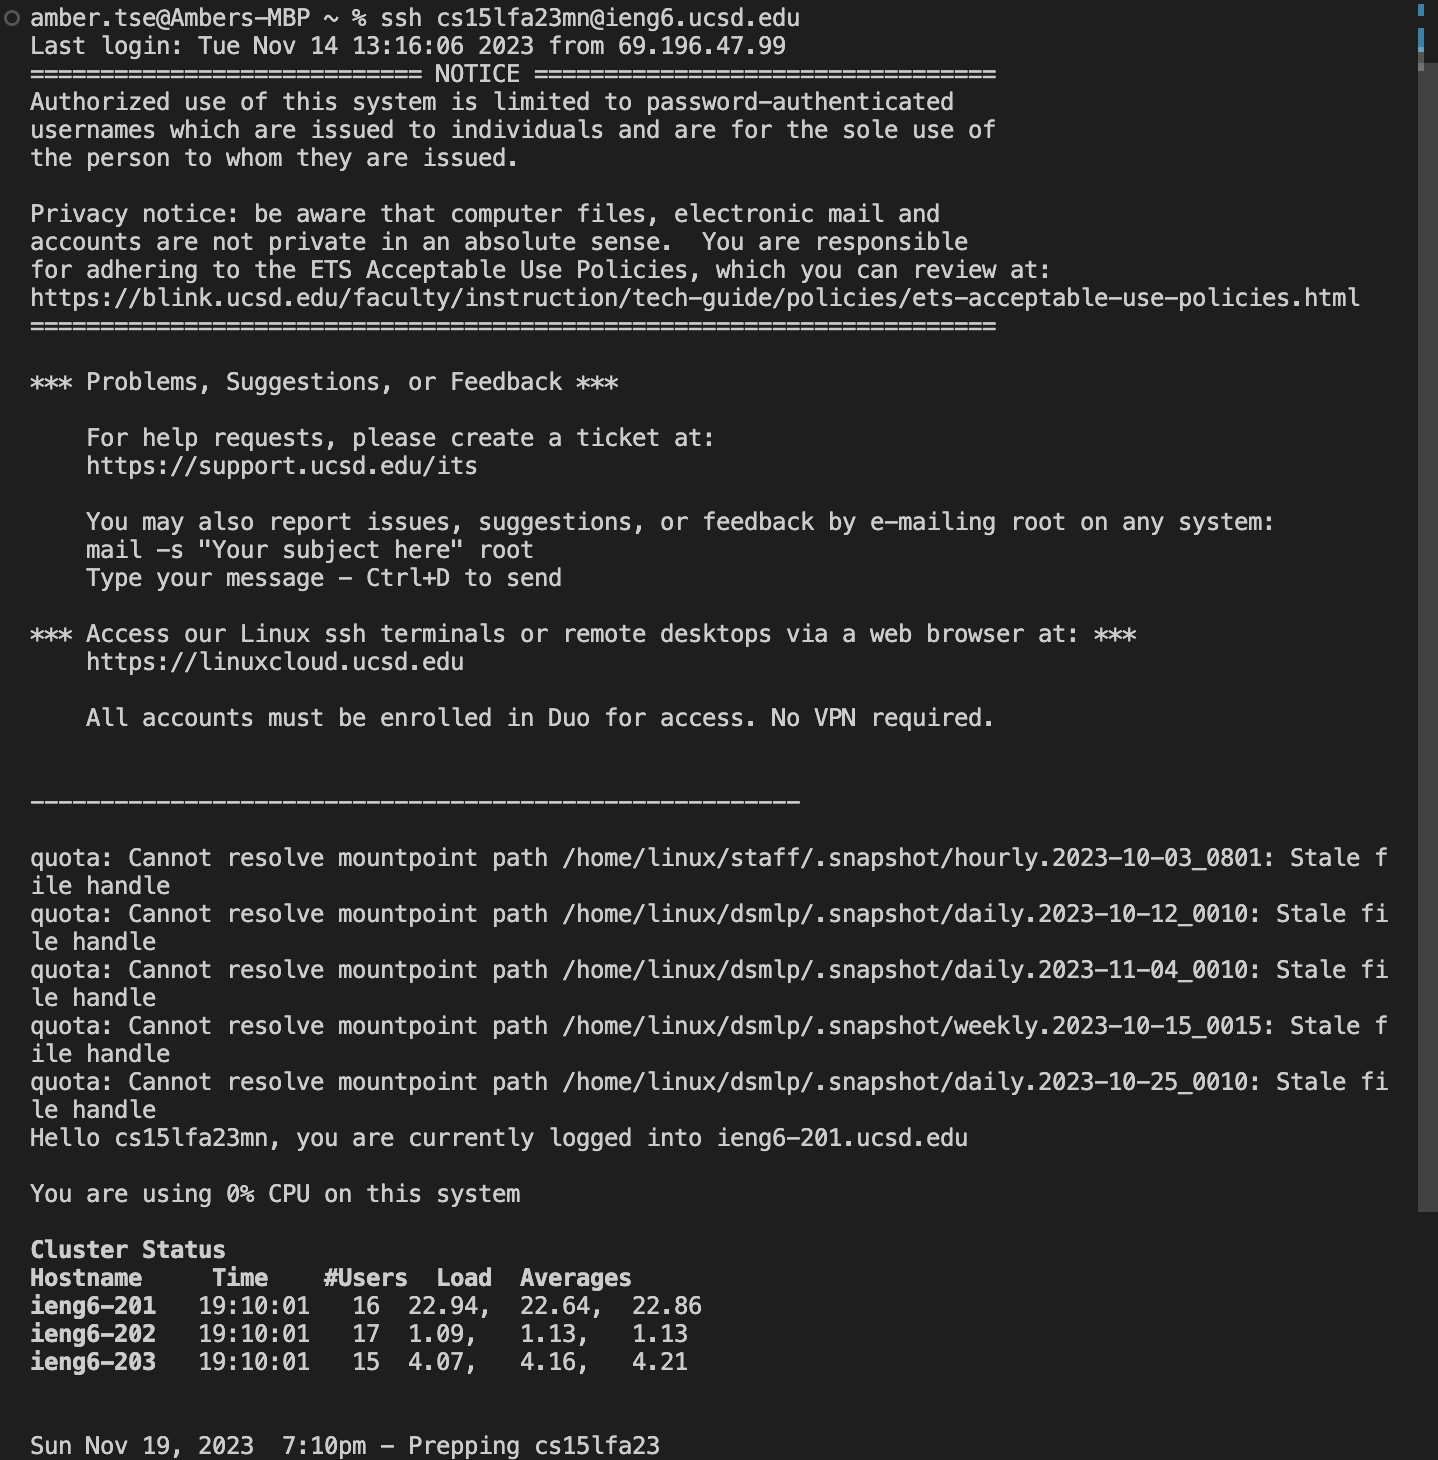 amber.tse@Ambers-MBP ~ % ssh cs15lfa23mn@ieng6.ucsd.edu
Last login: Tue Nov 14 13:16:06 2023 from 69.196.47.99
============================ NOTICE =================================
Authorized use of this system is limited to password-authenticated
usernames which are issued to individuals and are for the sole use of
the person to whom they are issued.

Privacy notice: be aware that computer files, electronic mail and
accounts are not private in an absolute sense.  You are responsible
for adhering to the ETS Acceptable Use Policies, which you can review at:
https://blink.ucsd.edu/faculty/instruction/tech-guide/policies/ets-acceptable-use-policies.html
=====================================================================

*** Problems, Suggestions, or Feedback ***

    For help requests, please create a ticket at:
    https://support.ucsd.edu/its

    You may also report issues, suggestions, or feedback by e-mailing root on any system:
    mail -s "Your subject here" root
    Type your message - Ctrl+D to send

*** Access our Linux ssh terminals or remote desktops via a web browser at: ***
    https://linuxcloud.ucsd.edu

    All accounts must be enrolled in Duo for access. No VPN required.


-------------------------------------------------------

quota: Cannot resolve mountpoint path /home/linux/staff/.snapshot/hourly.2023-10-03_0801: Stale f
ile handle
quota: Cannot resolve mountpoint path /home/linux/dsmlp/.snapshot/daily.2023-10-12_0010: Stale fi
le handle
quota: Cannot resolve mountpoint path /home/linux/dsmlp/.snapshot/daily.2023-11-04_0010: Stale fi
le handle
quota: Cannot resolve mountpoint path /home/linux/dsmlp/.snapshot/weekly.2023-10-15_0015: Stale f
ile handle
quota: Cannot resolve mountpoint path /home/linux/dsmlp/.snapshot/daily.2023-10-25_0010: Stale fi
le handle
Hello cs15lfa23mn, you are currently logged into ieng6-201.ucsd.edu

You are using 0% CPU on this system

Cluster Status
Hostname     Time    #Users  Load  Averages
ieng6-201   19:10:01   16  22.94,  22.64,  22.86
ieng6-202   19:10:01   17  1.09,   1.13,   1.13
ieng6-203   19:10:01   15  4.07,   4.16,   4.21


Sun Nov 19, 2023  7:10pm - Prepping cs15lfa23